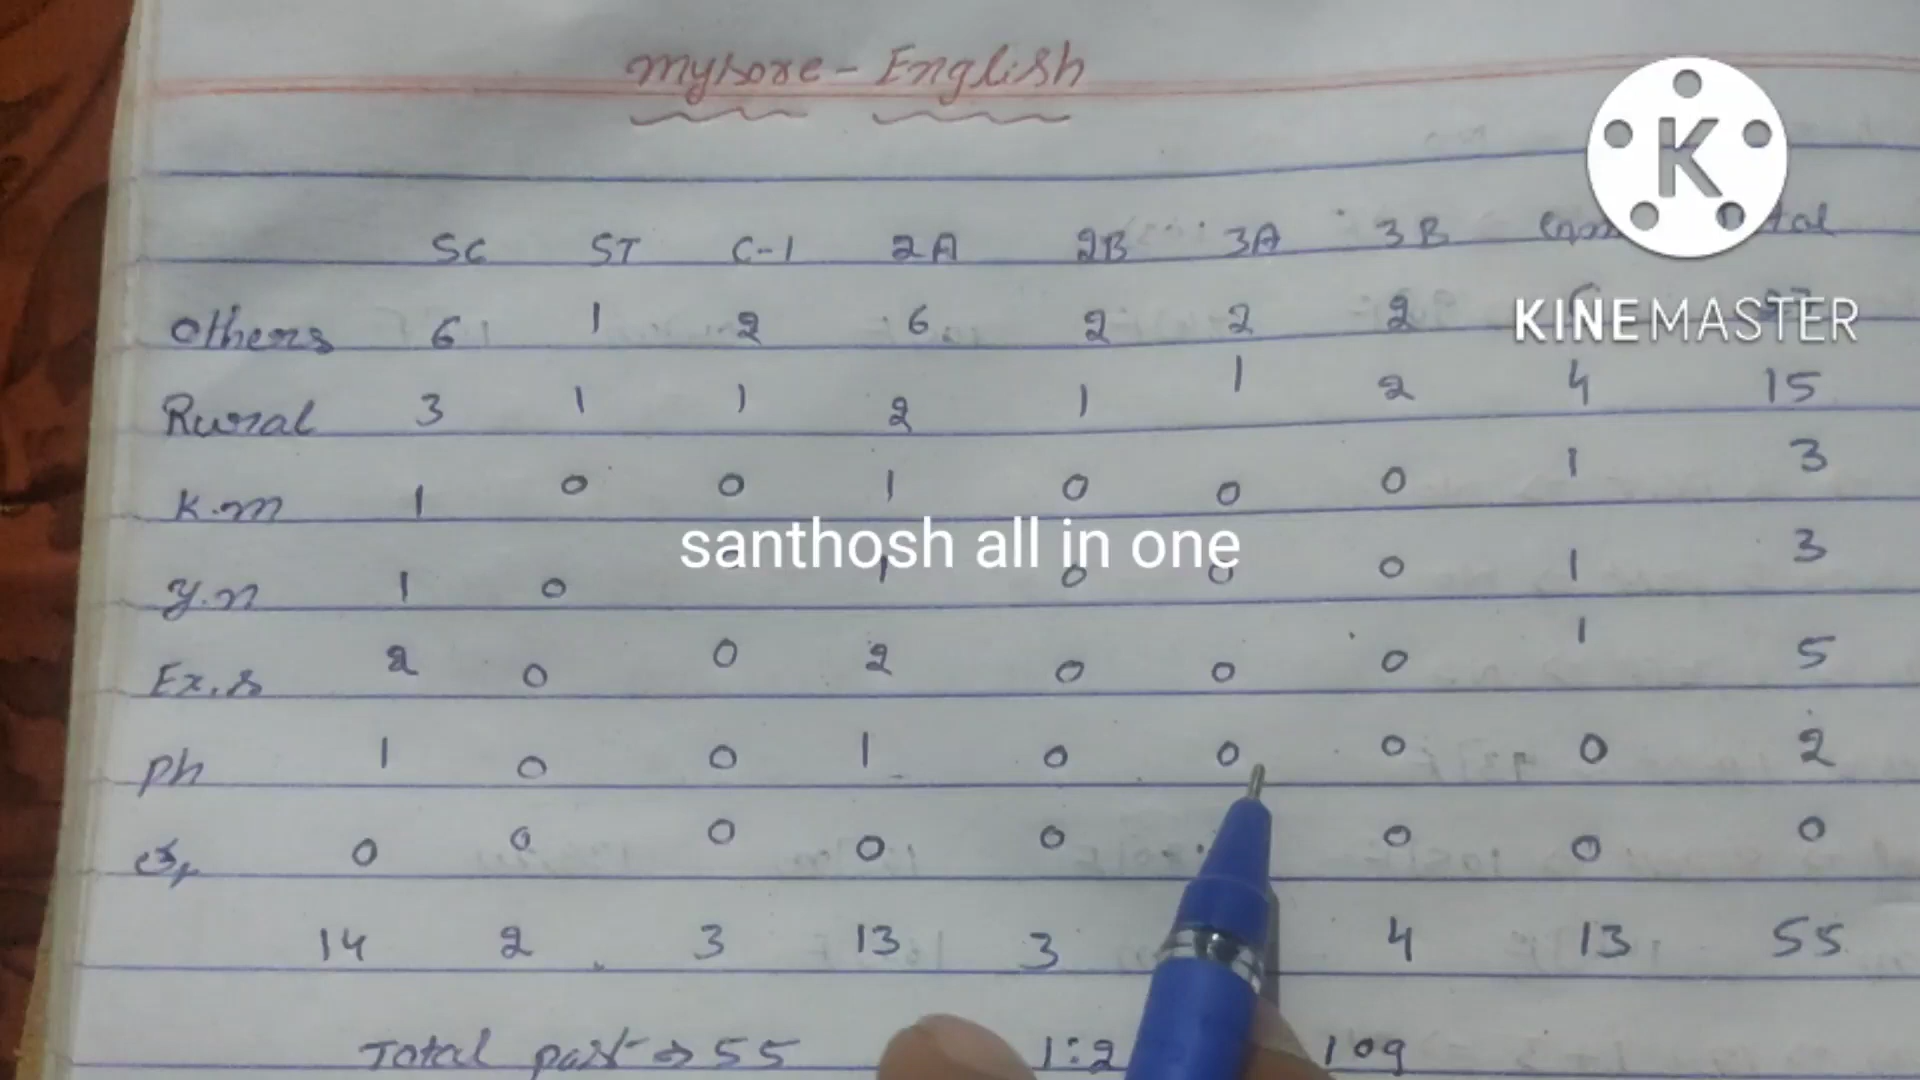 Mysore - English
SC ST C-1 2A 2B 3A 3B
Others 6 1 2 6 2 2 2
KINEMASTER
Rural 3 1 1 2 1 1 2 4 15
K.m 1 0 0 1 0 0 0 1 3
santhosh all in one
y.n 1 0 1 0 0 0 1 3
Ex.s 2 0 0 2 0 0 0 1 5
ph 1 0 0 1 0 0 0 0 2
0 0 0 0 0 0 0 0
14 2 3 13 3 4 13 55
Total post → 55 1:2 109